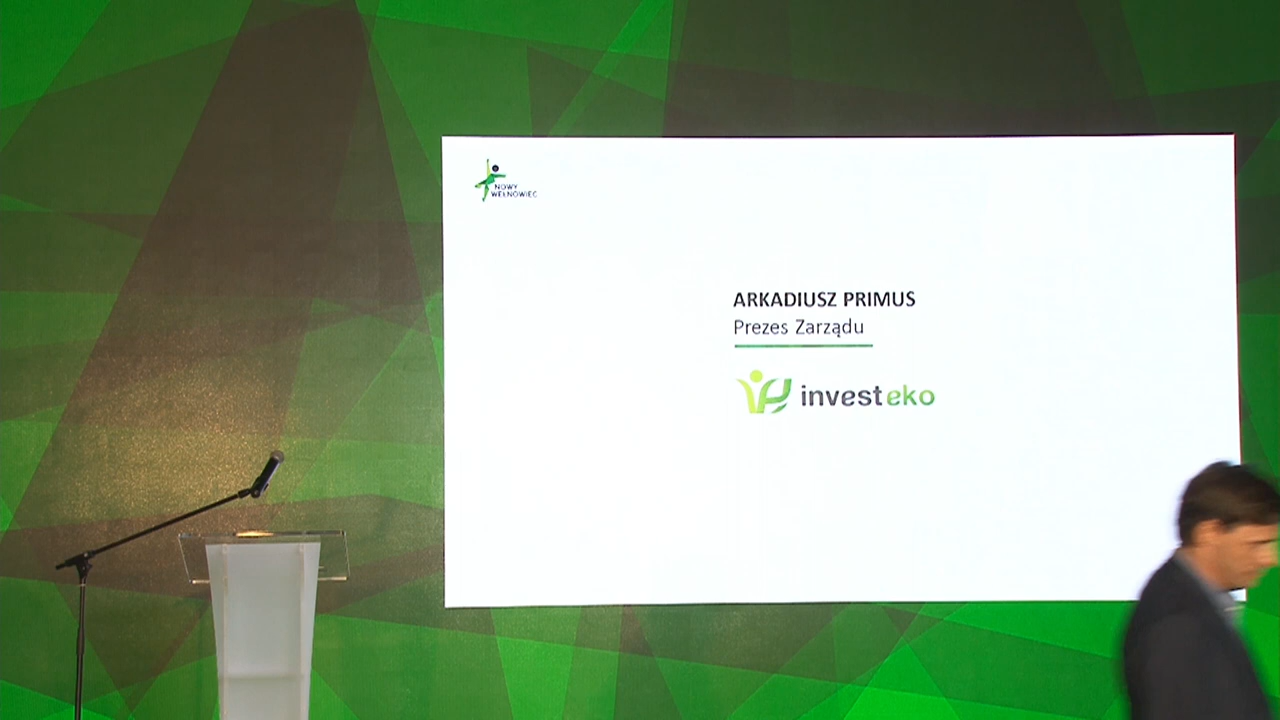 NOWY
WEŁNOWIEC
ARKADIUSZ PRIMUS
Prezes Zarządu
investeko